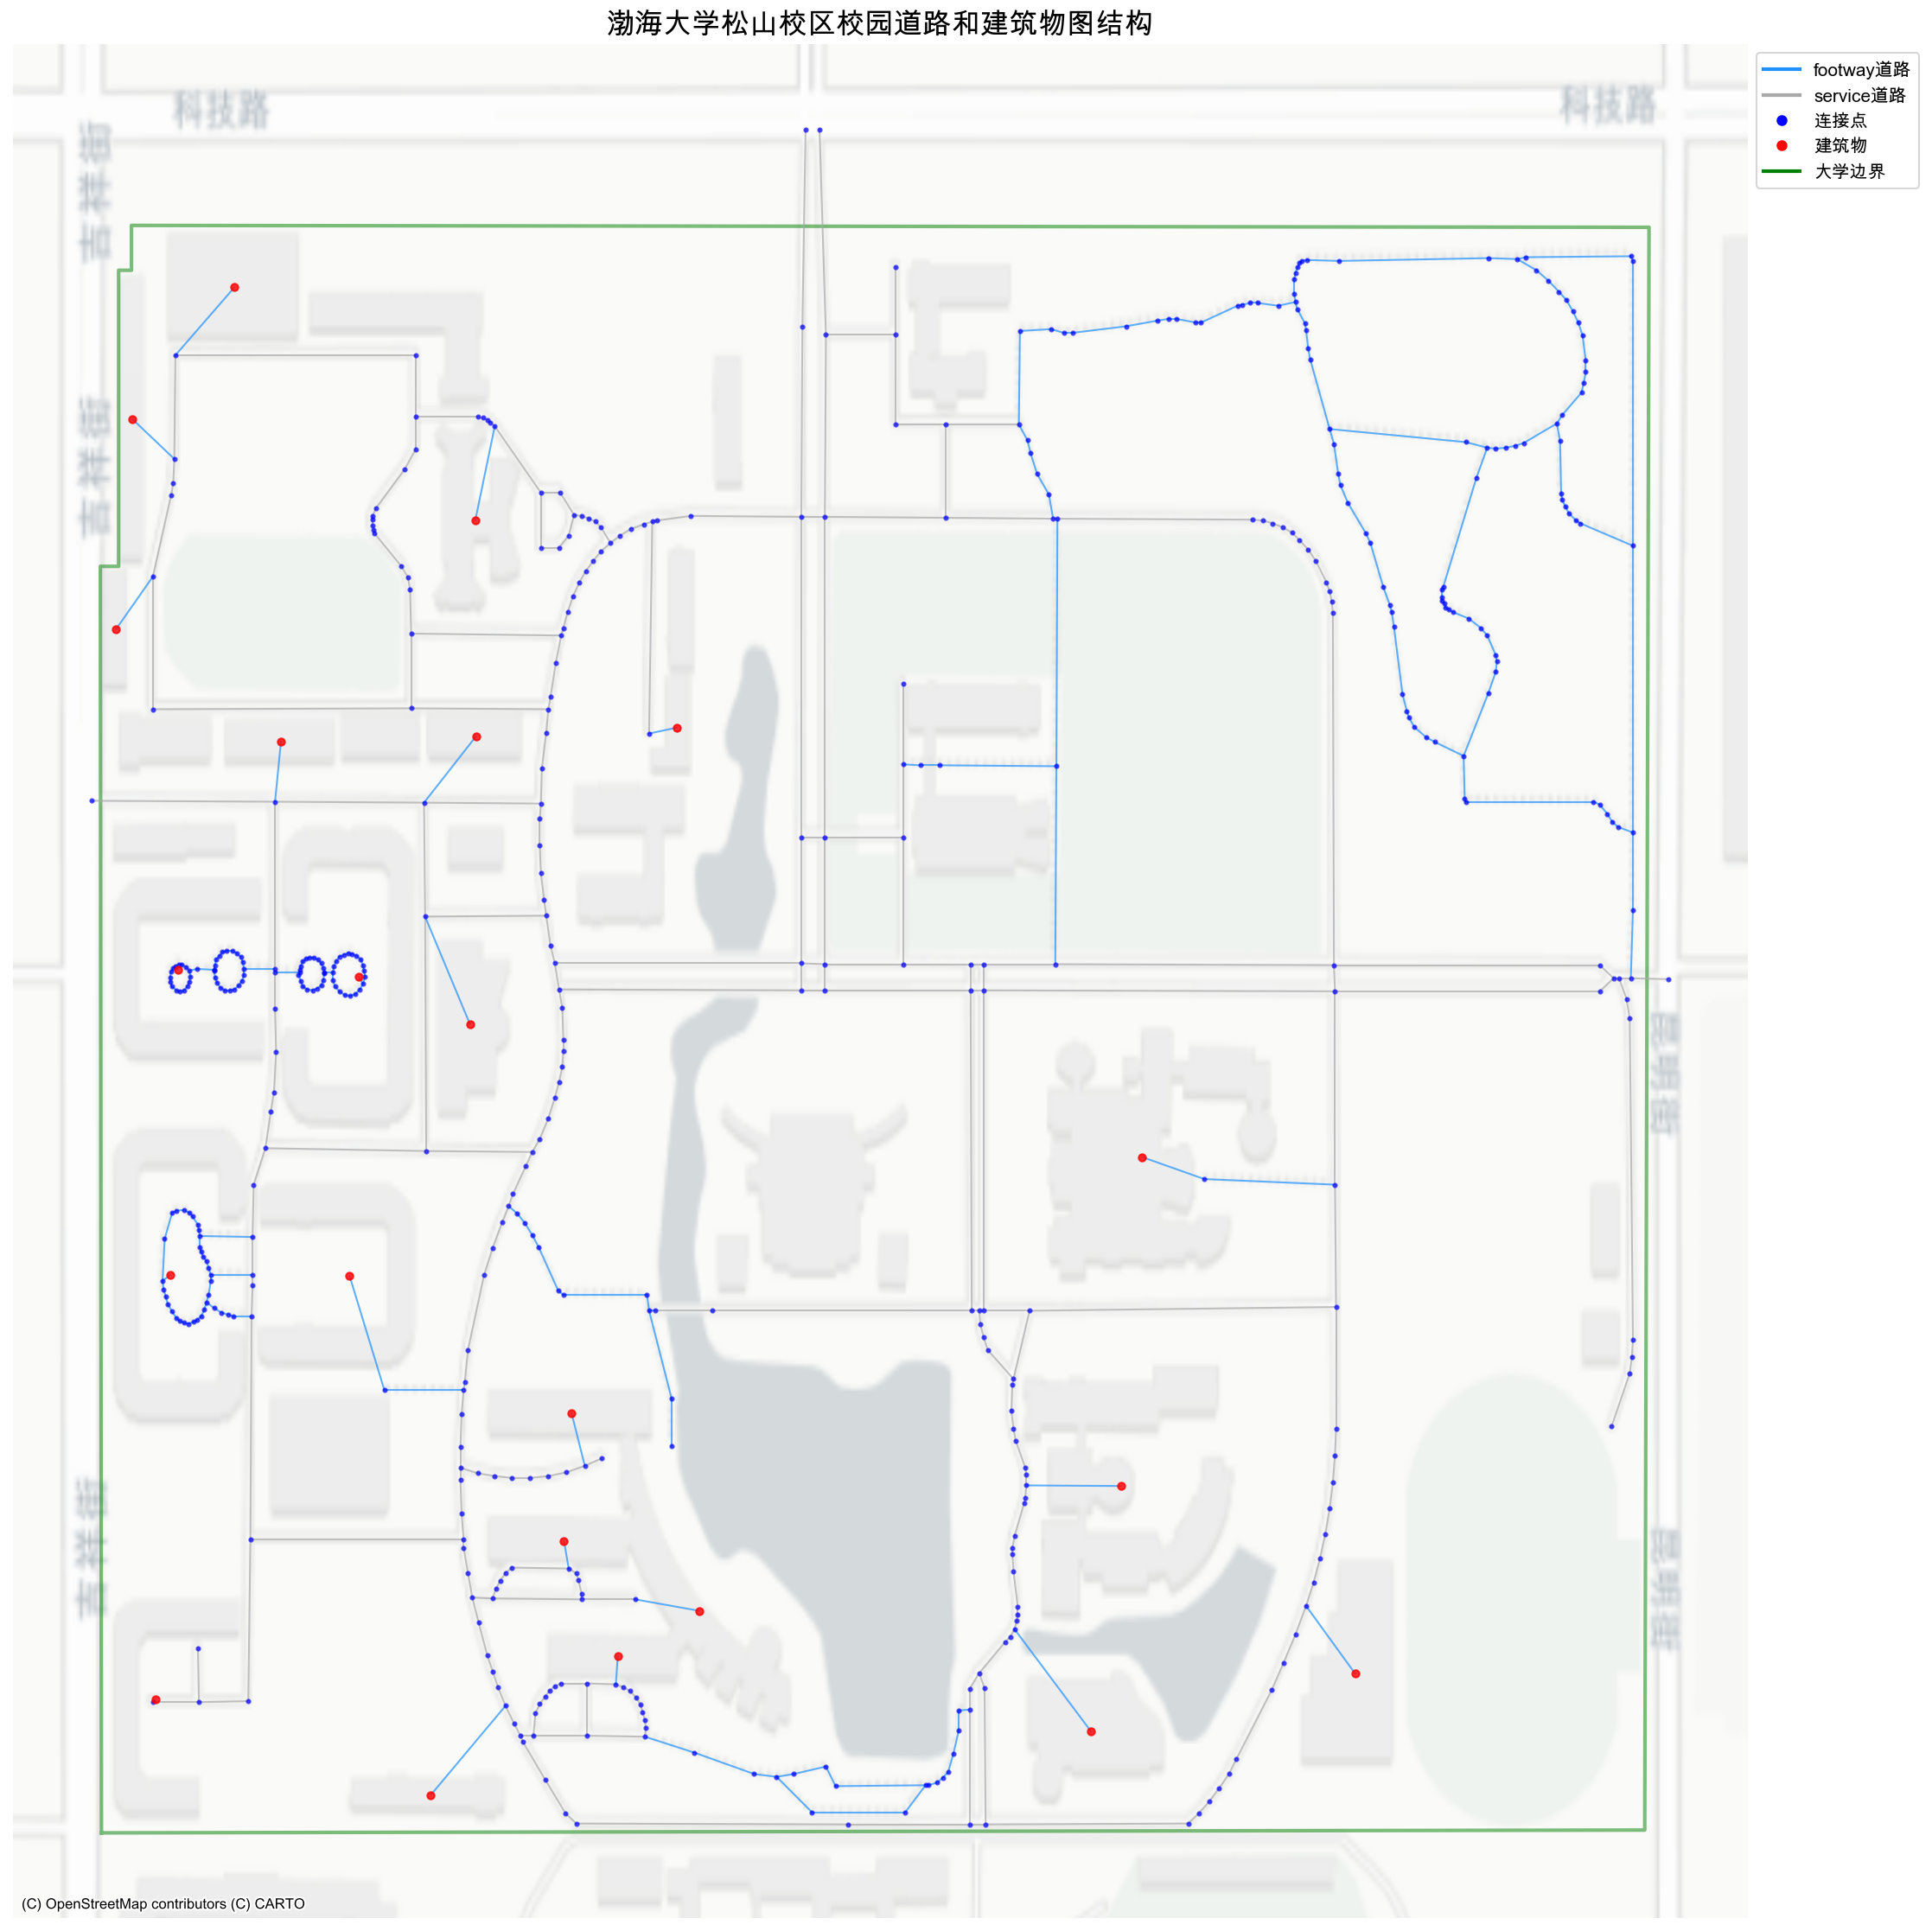 渤海大学松山校区校园道路和建筑物图结构
footway道路
service道路
连接点
建筑物
大学边界
科技路
科技路
吉祥街
吉祥街
吉祥街
昆明街
昆明街
(C) OpenStreetMap contributors (C) CARTO